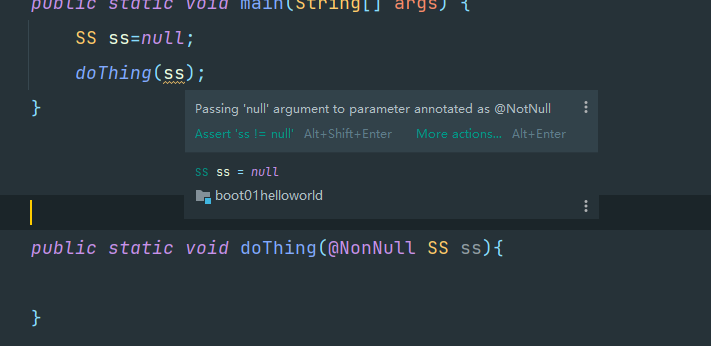 public static void main(String[] args) {
SS ss=null;
doThing(ss);
}
Passing 'null' argument to parameter annotated as @NotNull
Assert 'ss != null' Alt+Shift+Enter More actions... Alt+Enter
SS ss = null
boot01helloworld
public static void doThing(@NonNull SS ss){
}